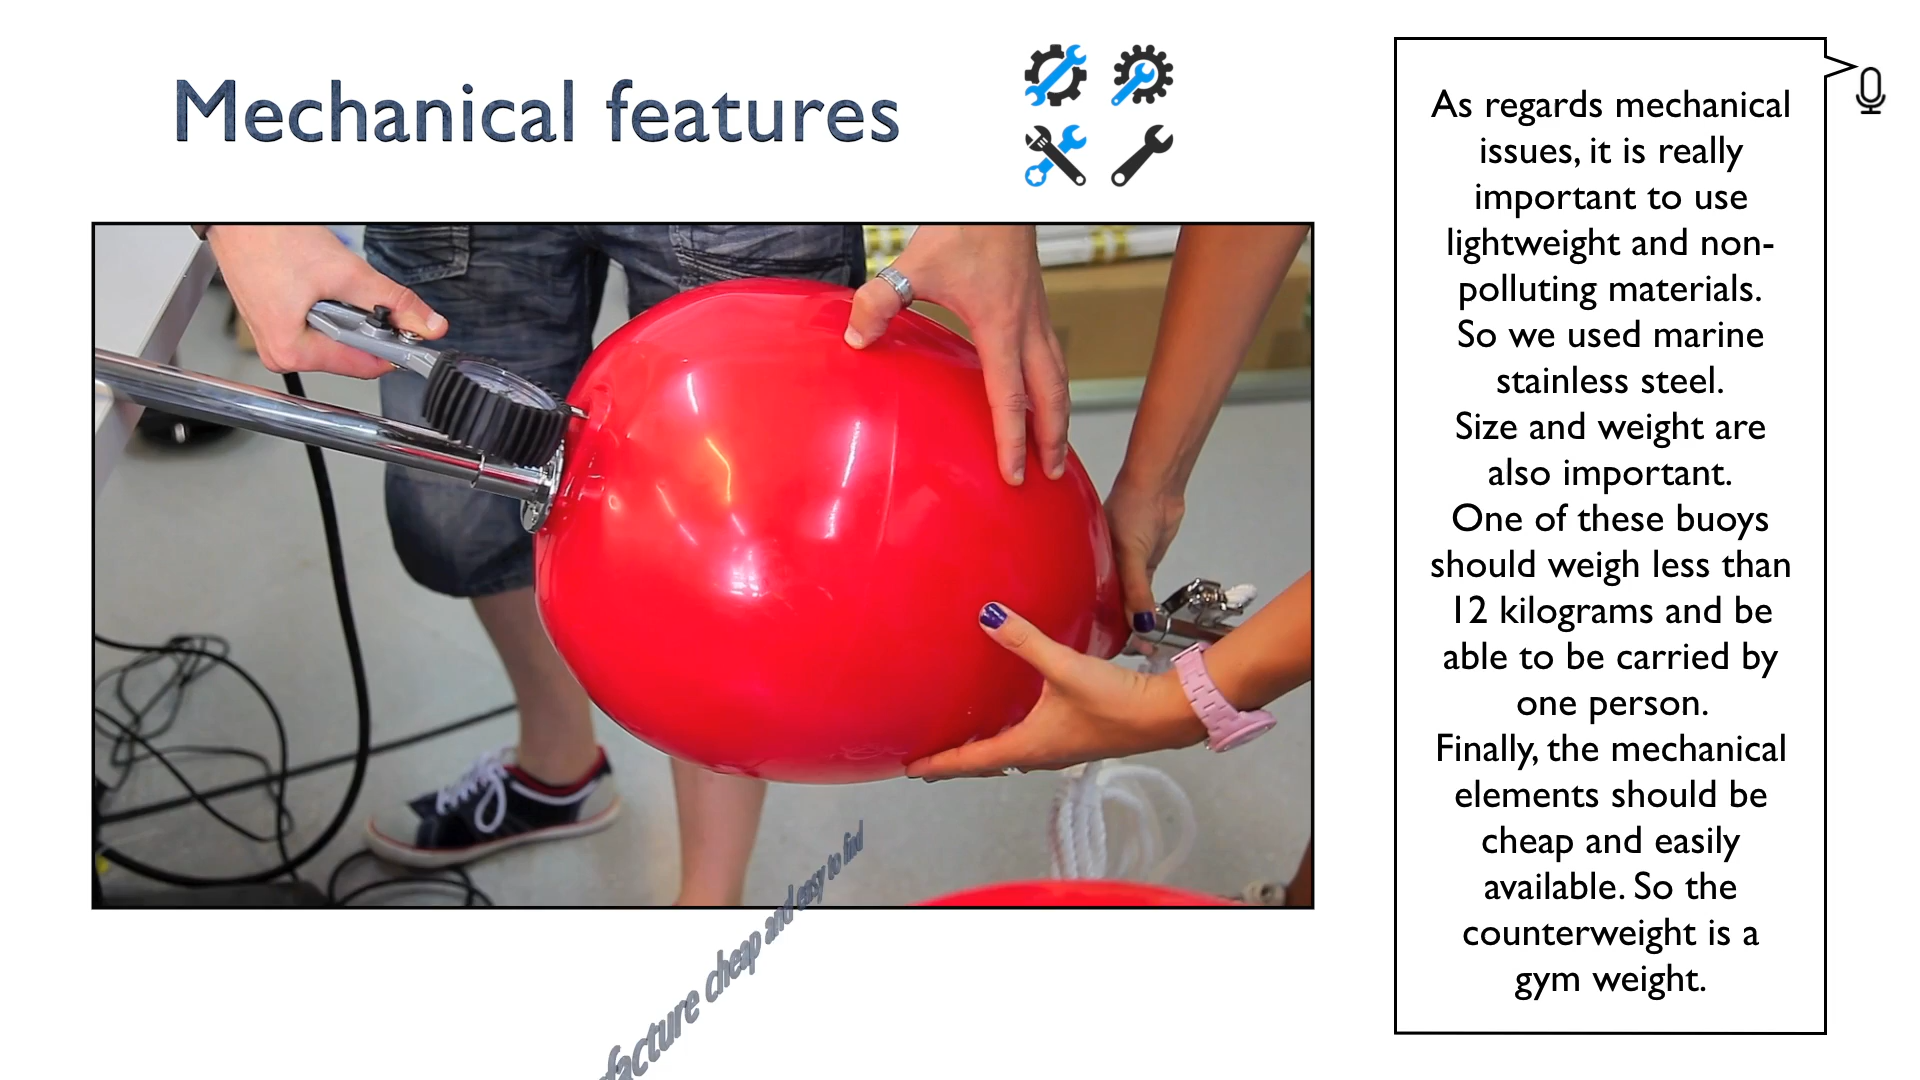 Mechanical features
As regards mechanical
issues, it is really
important to use
lightweight and non-
polluting materials.
So we used marine
stainless steel.
Size and weight are
also important.
One of these buoys
should weigh less than
12 kilograms and be
able to be carried by
one person.
Finally, the mechanical
elements should be
cheap and easily
available. So the
counterweight is a
gym weight.
facture cheap and easy to find